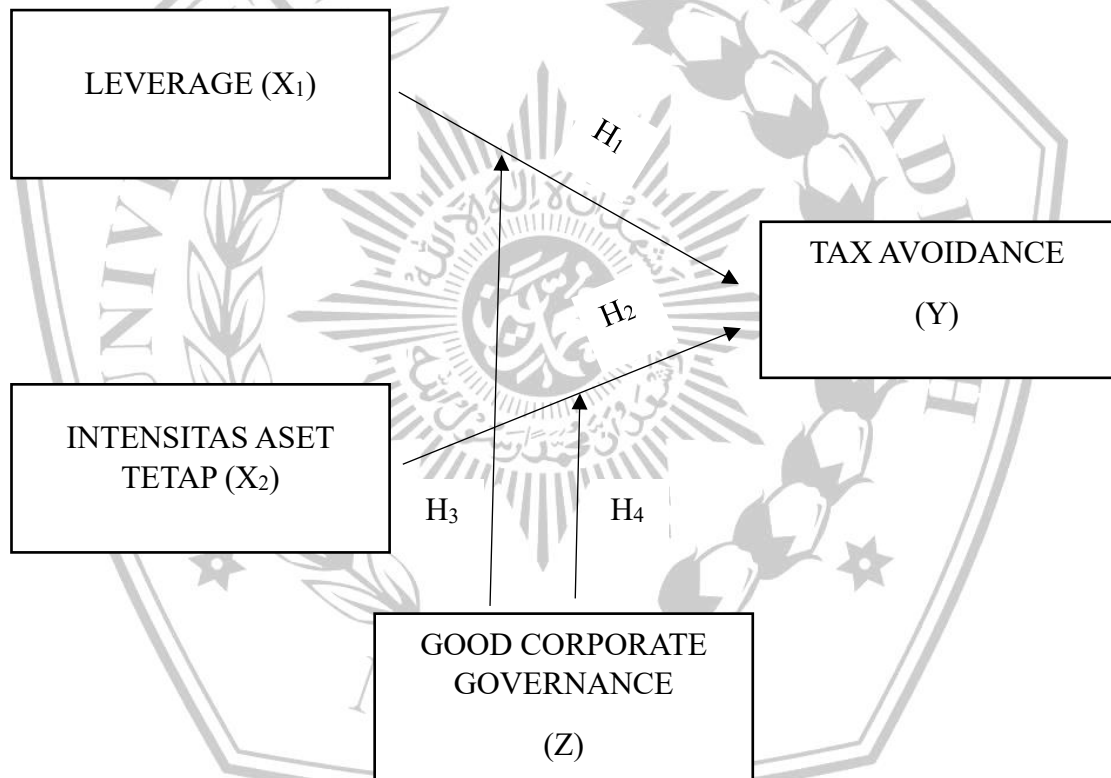 LEVERAGE (X₁)
H₁
TAX AVOIDANCE
(Y)
H₂
INTENSITAS ASET
TETAP (X₂)
H₃
H₄
GOOD CORPORATE
GOVERNANCE
(Z)